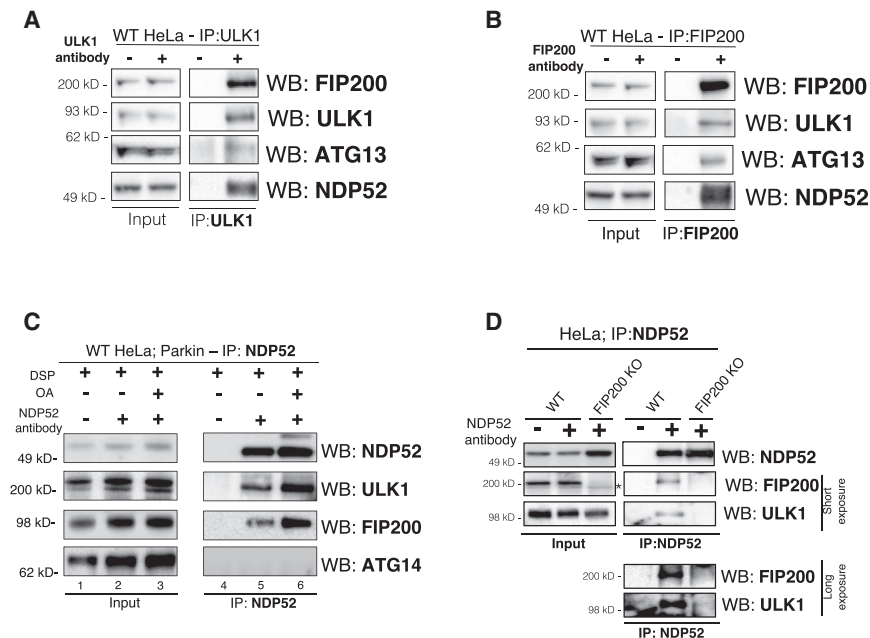 A
WT HeLa - IP:ULK1
ULK1
antibody
- + - +
200 kD - WB: FIP200
93 kD - WB: ULK1
62 kD -
WB: ATG13
WB: NDP52
49 kD -
Input IP:ULK1
B
WT HeLa - IP:FIP200
FIP200
antibody
- + - +
200 kD - WB: FIP200
93 kD - WB: ULK1
62 kD -
WB: ATG13
WB: NDP52
49 kD -
Input IP:FIP200
C
WT HeLa; Parkin – IP: NDP52
DSP + + + + + +
OA - - + - - +
NDP52
antibody - + + - + +
49 kD- WB: NDP52
200 kD- WB: ULK1
98 kD- WB: FIP200
62 kD- WB: ATG14
1 2 3 4 5 6
Input IP: NDP52
D
HeLa; IP:NDP52
WT FIP200 KO WT FIP200 KO
NDP52
antibody - + + - + +
49 kD - WB: NDP52
200 kD - * WB: FIP200
98 kD - WB: ULK1
Short
exposure
Input IP:NDP52
200 kD - WB: FIP200
98 kD - WB: ULK1
Long
exposure
IP: NDP52